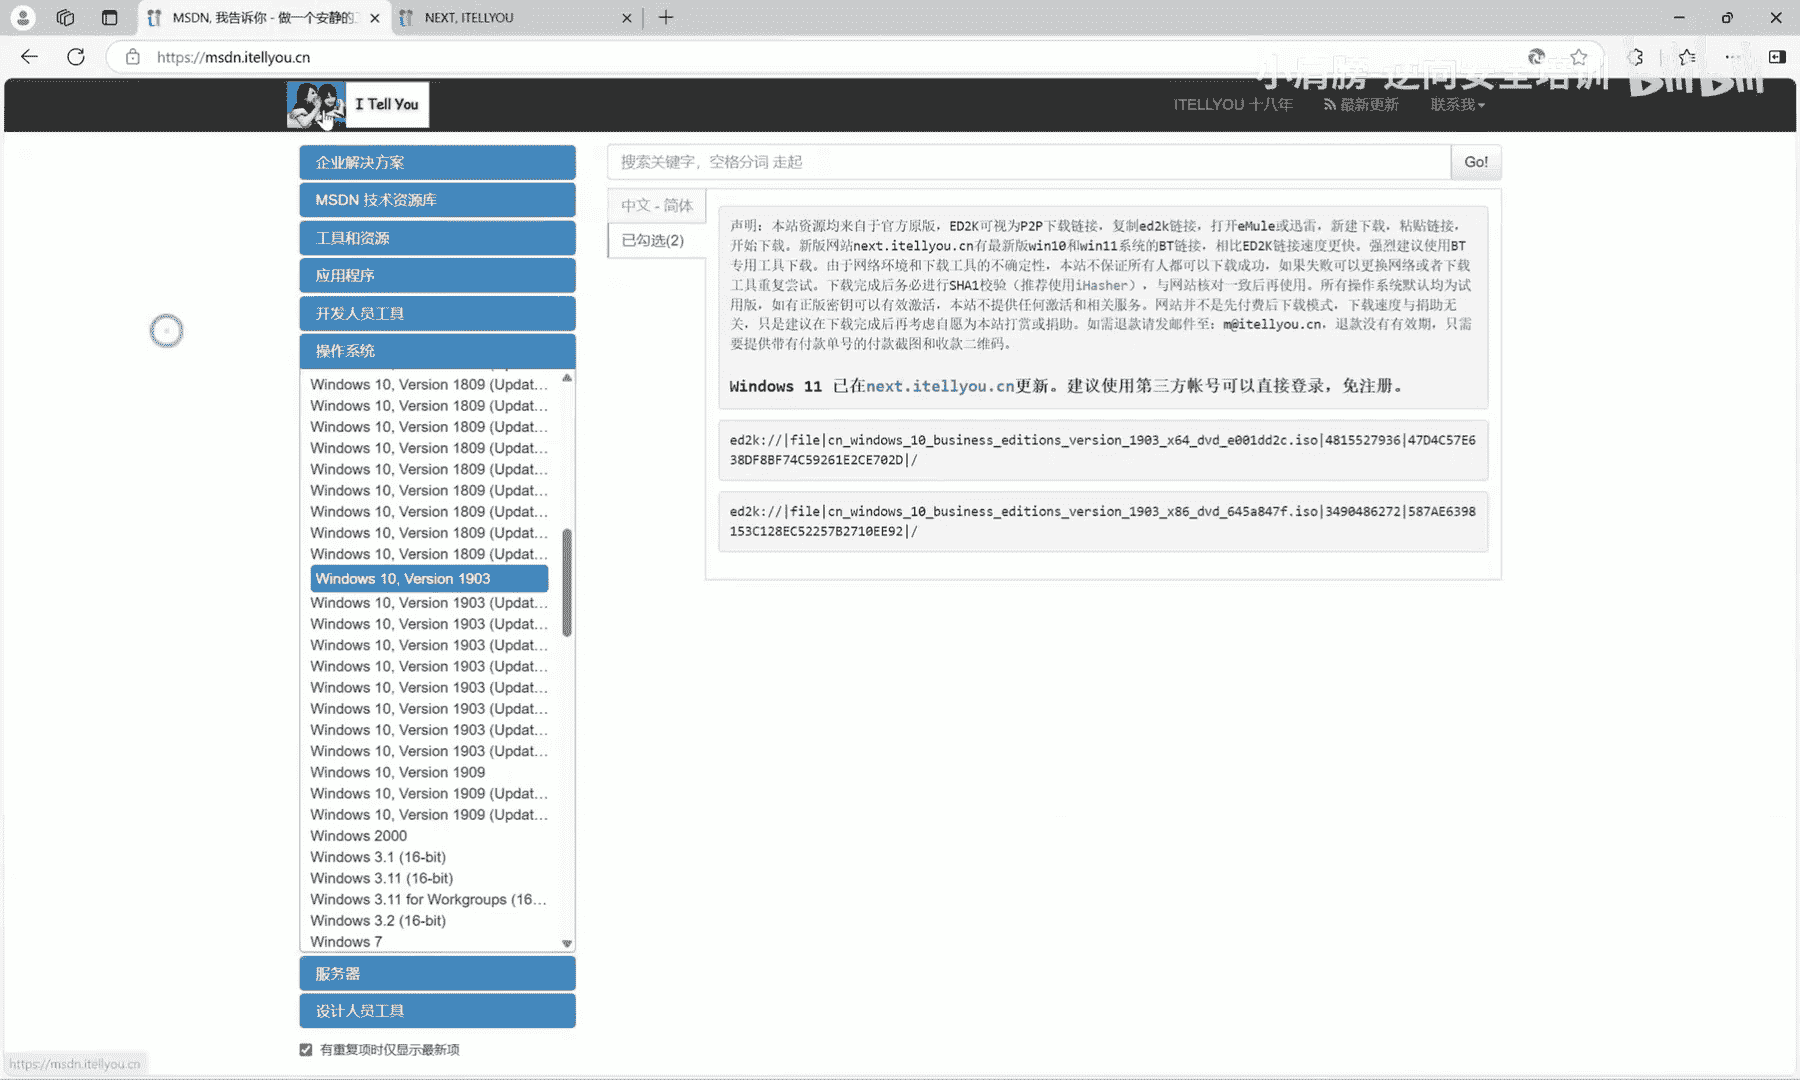 MSDN, 我告诉你 - 做一个安静的
NEXT, ITELLYOU
https://msdn.itellyou.cn
小肩膀 逆向安全培训
bilibili
I Tell You
ITELLYOU 十八年
最新更新
联系我
企业解决方案
MSDN 技术资源库
工具和资源
应用程序
开发人员工具
操作系统
Windows 10, Version 1809 (Updat...
Windows 10, Version 1809 (Updat...
Windows 10, Version 1809 (Updat...
Windows 10, Version 1809 (Updat...
Windows 10, Version 1809 (Updat...
Windows 10, Version 1809 (Updat...
Windows 10, Version 1809 (Updat...
Windows 10, Version 1809 (Updat...
Windows 10, Version 1809 (Updat...
Windows 10, Version 1903
Windows 10, Version 1903 (Updat...
Windows 10, Version 1903 (Updat...
Windows 10, Version 1903 (Updat...
Windows 10, Version 1903 (Updat...
Windows 10, Version 1903 (Updat...
Windows 10, Version 1903 (Updat...
Windows 10, Version 1903 (Updat...
Windows 10, Version 1903 (Updat...
Windows 10, Version 1909
Windows 10, Version 1909 (Updat...
Windows 10, Version 1909 (Updat...
Windows 2000
Windows 3.1 (16-bit)
Windows 3.11 (16-bit)
Windows 3.11 for Workgroups (16...
Windows 3.2 (16-bit)
Windows 7
服务器
设计人员工具
有重复项时仅显示最新项
搜索关键字，空格分词 走起
Go!
中文 - 简体
已勾选(2)
声明：本站资源均来自于官方原版，ED2K可视为P2P下载链接，复制ed2k链接，打开eMule或迅雷，新建下载，粘贴链接，
开始下载。新版网站next.itellyou.cn有最新版win10和win11系统的BT链接，相比ED2K链接速度更快。强烈建议使用BT
专用工具下载。由于网络环境和下载工具的不确定性，本站不保证所有人都可以下载成功，如果失败可以更换网络或者下载
工具重复尝试。下载完成后务必进行SHA1校验（推荐使用iHasher），与网站核对一致后再使用。所有操作系统默认均为试
用版，如有正版密钥可以有效激活，本站不提供任何激活和相关服务。网站并不是先付费后下载模式，下载速度与捐助无
关，只是建议在下载完成后再考虑自愿为本站打赏或捐助。如需退款请发邮件至：m@itellyou.cn，退款没有有效期，只需
要提供带有付款单号的付款截图和收款二维码。
Windows 11 已在next.itellyou.cn更新。建议使用第三方帐号可以直接登录，免注册。
ed2k://|file|cn_windows_10_business_editions_version_1903_x64_dvd_e001dd2c.iso|4815527936|47D4C57E6
38DF8BF74C59261E2CE702D|/
ed2k://|file|cn_windows_10_business_editions_version_1903_x86_dvd_645a847f.iso|3490486272|587AE6398
153C128EC52257B2710EE92|/
https://msdn.itellyou.cn